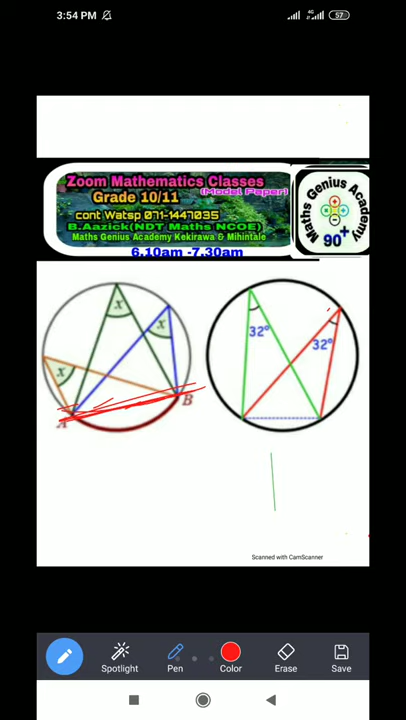 3:54 PM
4G
57
Zoom Mathematics Classes
(Model Paper)
Grade 10/11
cont Watsp 071-1447035
B.Aazick(NDT Maths NCOE)
Maths Genius Academy Kekirawa & Mihintale
6.10am -7.30am
Maths Genius Academy
90+
x
x
x
A
B
32°
32°
Scanned with CamScanner
Spotlight
Pen
Color
Erase
Save